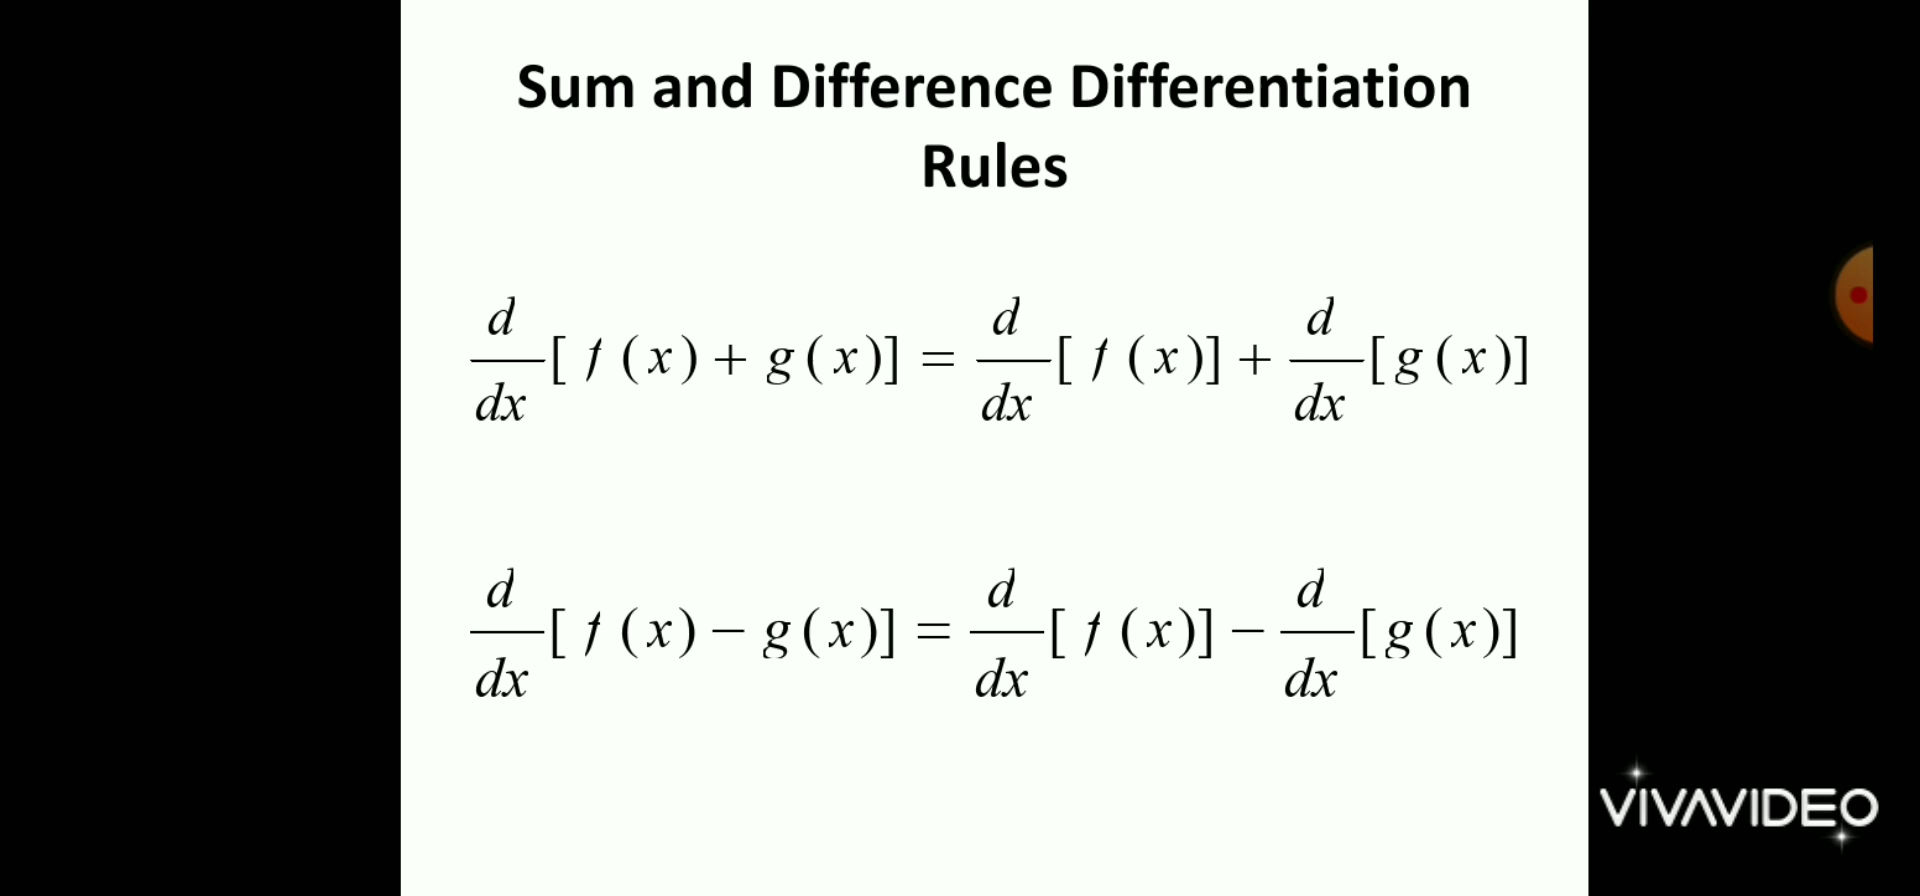 Sum and Difference Differentiation
Rules
d/dx [ f (x) + g(x)] = d/dx [ f (x)] + d/dx [g(x)]
d/dx [ f (x) − g(x)] = d/dx [ f (x)] − d/dx [g(x)]
VIVAVIDEO